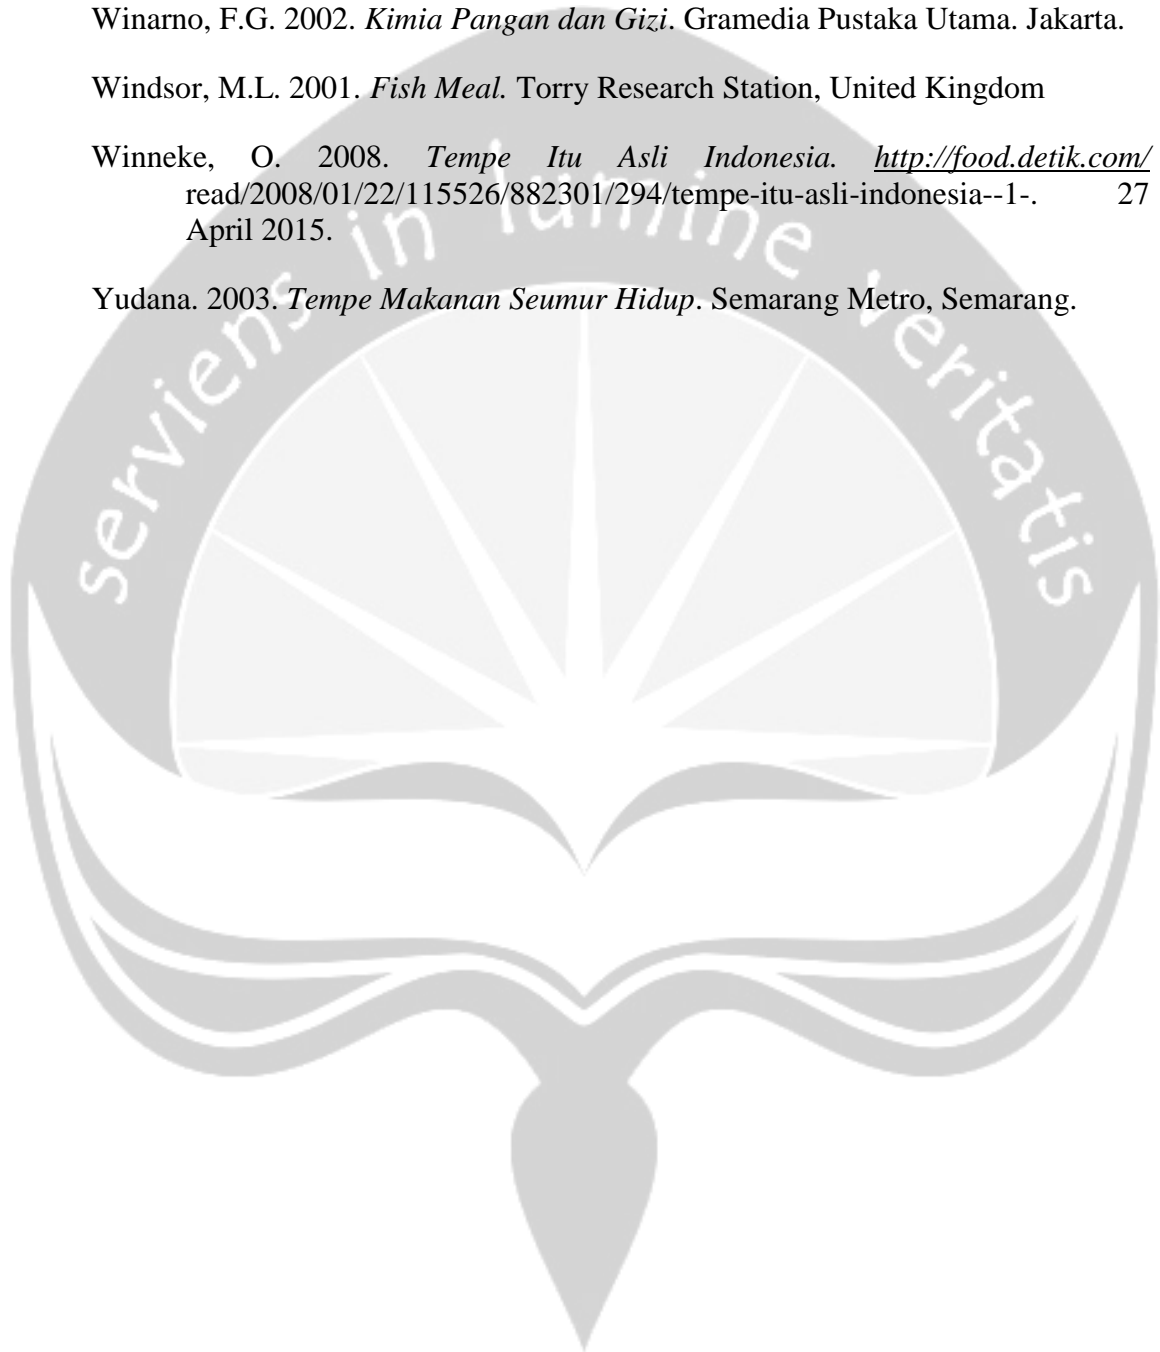 Winarno, F.G. 2002. Kimia Pangan dan Gizi. Gramedia Pustaka Utama. Jakarta.
Windsor, M.L. 2001. Fish Meal. Torry Research Station, United Kingdom
Winneke, O. 2008. Tempe Itu Asli Indonesia. http://food.detik.com/
read/2008/01/22/115526/882301/294/tempe-itu-asli-indonesia--1-. 27
April 2015.
Yudana. 2003. Tempe Makanan Seumur Hidup. Semarang Metro, Semarang.
serviens in lumine veritatis